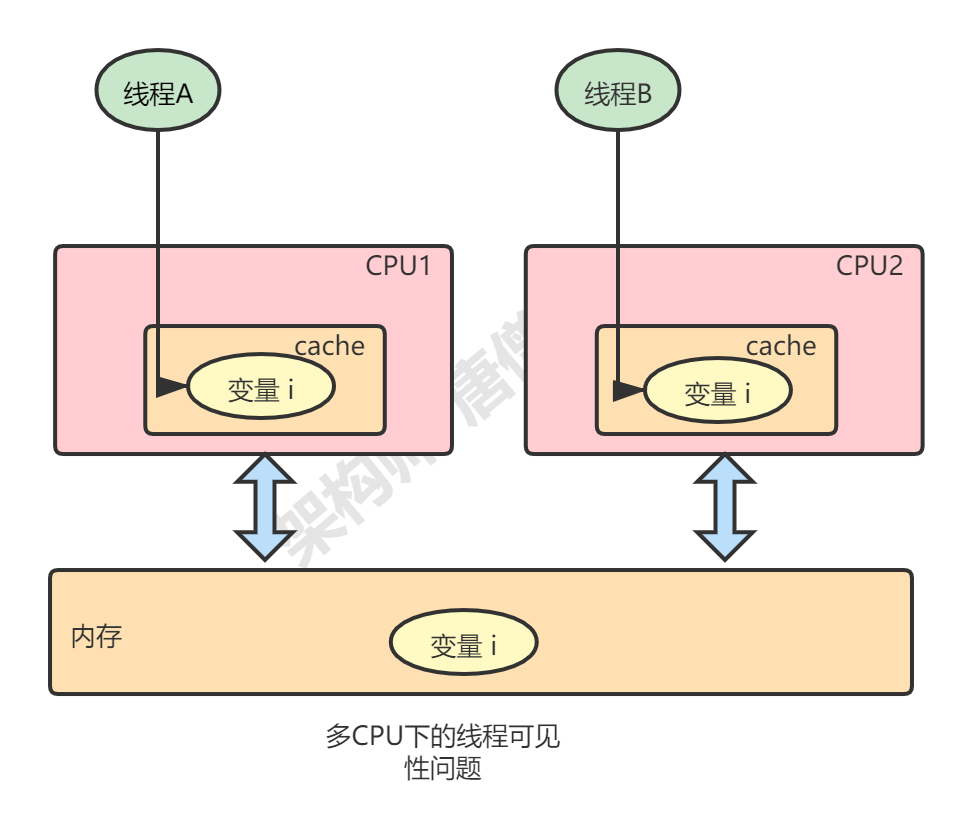 线程A
线程B
CPU1
CPU2
cache
cache
变量 i
变量 i
架构师 唐僧
内存
变量 i
多CPU下的线程可见
性问题